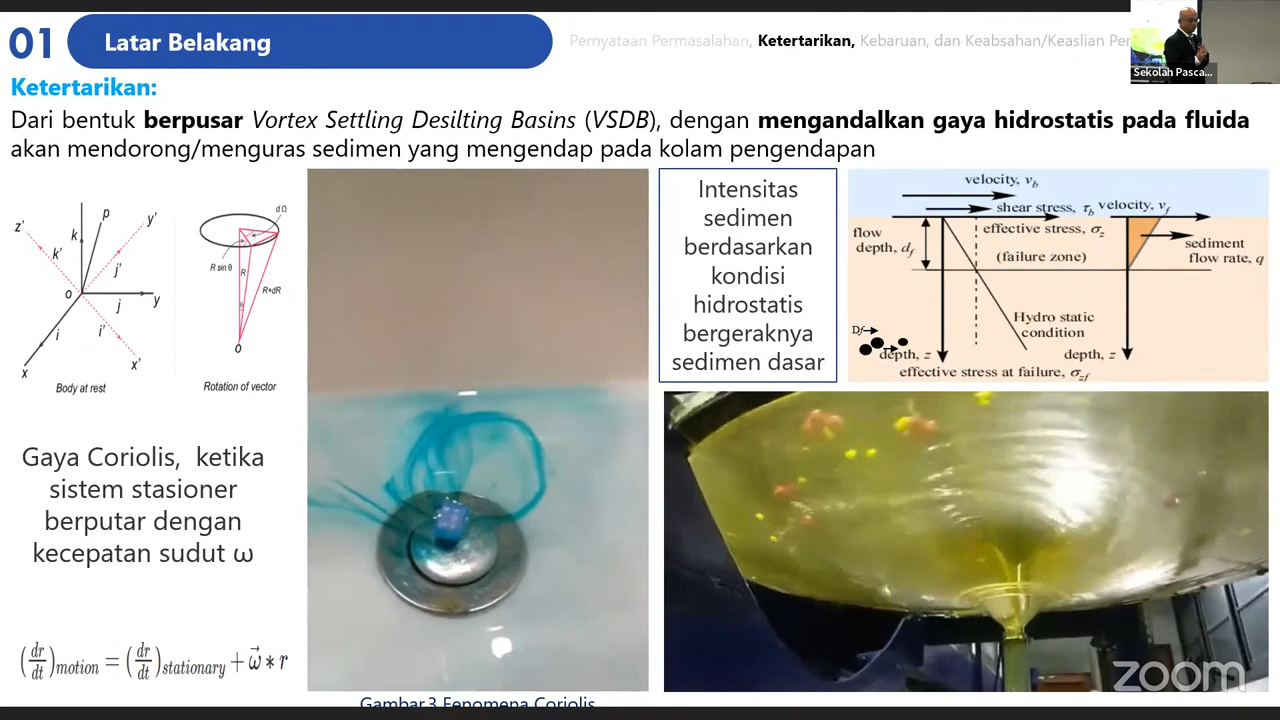 01
Latar Belakang
Pernyataan Permasalahan, Ketertarikan, Kebaruan, dan Keabsahan/Keaslian Pen
Sekolah Pasca...
Ketertarikan:
Dari bentuk berpusar Vortex Settling Desilting Basins (VSDB), dengan mengandalkan gaya hidrostatis pada fluida
akan mendorong/menguras sedimen yang mengendap pada kolam pengendapan
z'
k
p
y'
k'
j'
o
y
j
i
i'
x
x'
Body at rest
d Ω
R sin θ
R
R+dR
θ
O
Rotation of vector
Gaya Coriolis, ketika
sistem stasioner
berputar dengan
kecepatan sudut ω
(dr/dt)motion = (dr/dt)stationary + ω⃗ * r
Gambar 3 Fenomena Coriolis
Intensitas
sedimen
berdasarkan
kondisi
hidrostatis
bergeraknya
sedimen dasar
velocity, vb
shear stress, τb
velocity, vf
flow
depth, df
effective stress, σz
(failure zone)
sediment
flow rate, q
Hydro static
condition
Df
depth, z
depth, z
effective stress at failure, σzf
zoom